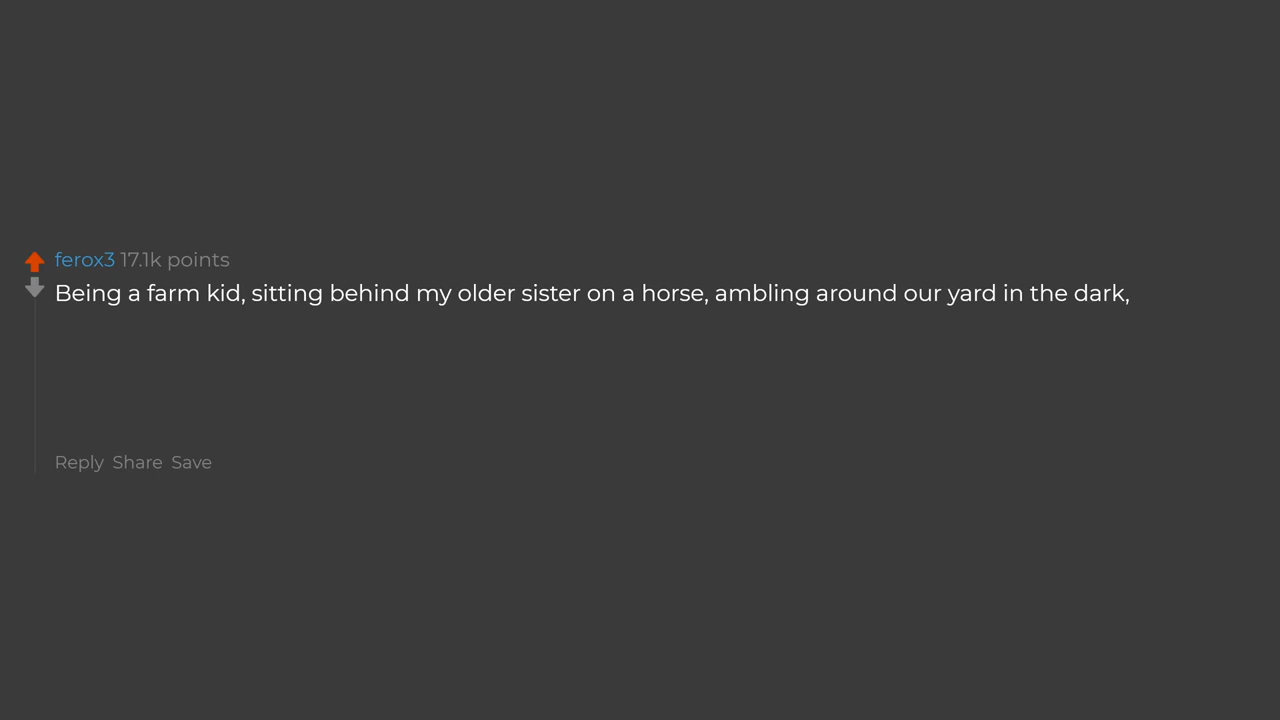 ferox3 17.1k points
Being a farm kid, sitting behind my older sister on a horse, ambling around our yard in the dark,
Reply Share Save